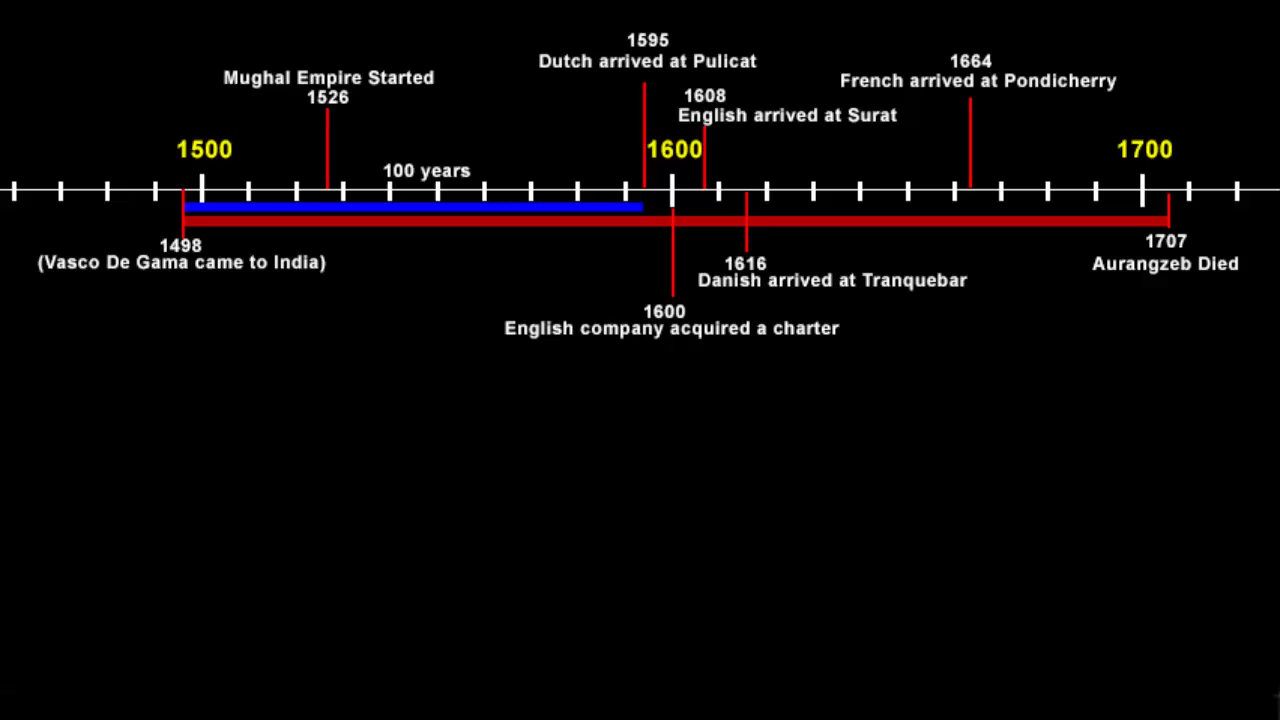 1595
Dutch arrived at Pulicat
1664
French arrived at Pondicherry
Mughal Empire Started
1526
1608
English arrived at Surat
1500
1600
1700
100 years
1498
(Vasco De Gama came to India)
1616
Danish arrived at Tranquebar
1707
Aurangzeb Died
1600
English company acquired a charter